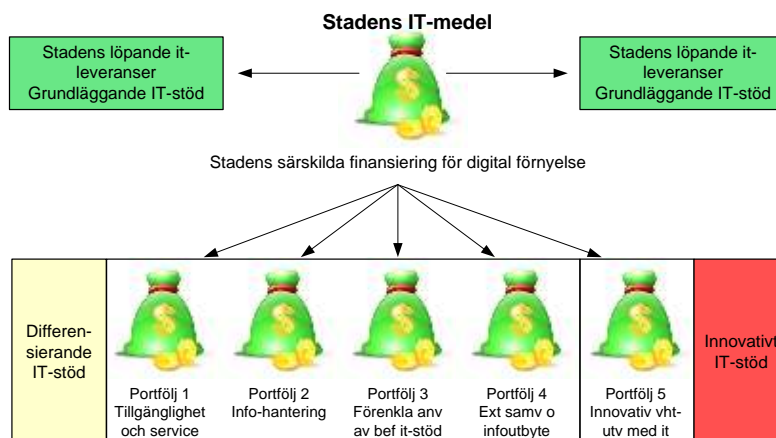 Stadens IT-medel
Stadens löpande it-
leveranser
Grundläggande IT-stöd
Stadens löpande it-
leveranser
Grundläggande IT-stöd
Stadens särskilda finansiering för digital förnyelse
Differen-
sierande
IT-stöd
Portfölj 1
Tillgänglighet
och service
Portfölj 2
Info-hantering
Portfölj 3
Förenkla anv
av bef it-stöd
Portfölj 4
Ext samv o
infoutbyte
Portfölj 5
Innovativ vht-
utv med it
Innovativt
IT-stöd